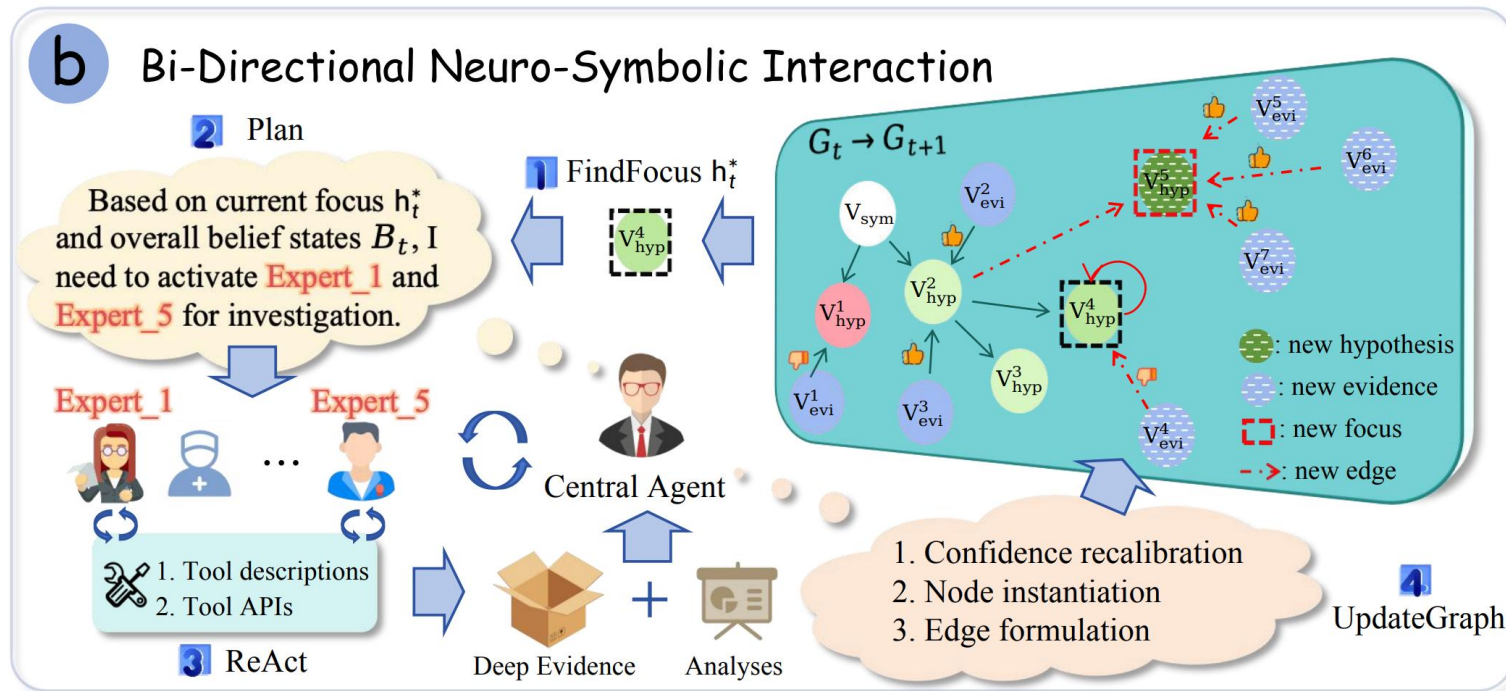 b Bi-Directional Neuro-Symbolic Interaction
2 Plan
Based on current focus h*t
and overall belief states Bt, I
need to activate Expert_1 and
Expert_5 for investigation.
1 FindFocus h*t
V4hyp
Gt → Gt+1
Vsym
V2evi
V1hyp
V2hyp
V4hyp
V3hyp
V1evi
V3evi
V4evi
V5hyp
V5evi
V6evi
V7evi
: new hypothesis
: new evidence
: new focus
: new edge
Expert_1
Expert_5
...
Central Agent
1. Tool descriptions
2. Tool APIs
3 ReAct
Deep Evidence
+
Analyses
1. Confidence recalibration
2. Node instantiation
3. Edge formulation
4
UpdateGraph